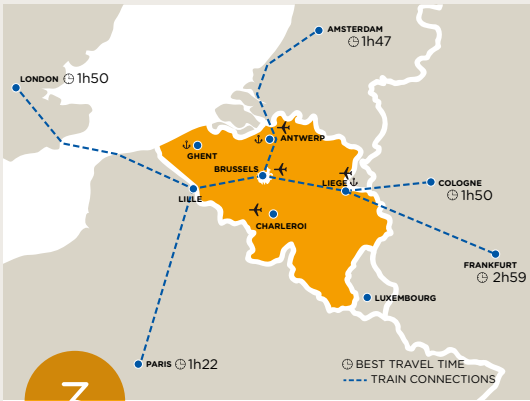 AMSTERDAM
1h47
LONDON 1h50
ANTWERP
GHENT
BRUSSELS
LIEGE
COLOGNE
1h50
LILLE
CHARLEROI
FRANKFURT
2h59
LUXEMBOURG
PARIS 1h22
BEST TRAVEL TIME
TRAIN CONNECTIONS